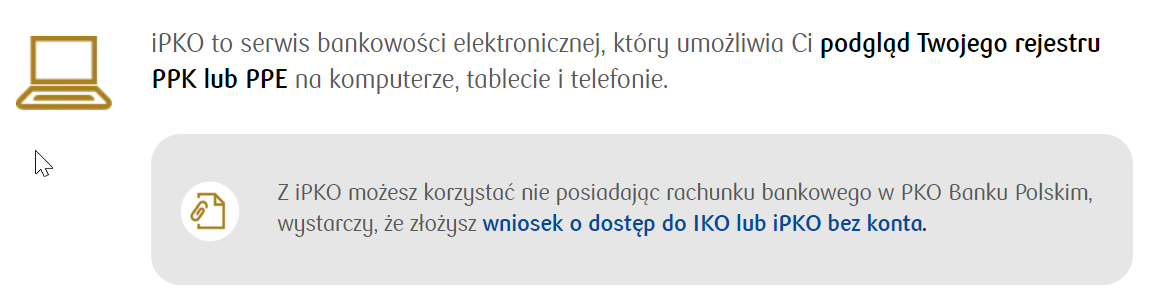 iPKO to serwis bankowości elektronicznej, który umożliwia Ci podgląd Twojego rejestru
PPK lub PPE na komputerze, tablecie i telefonie.
Z iPKO możesz korzystać nie posiadając rachunku bankowego w PKO Banku Polskim,
wystarczy, że złożysz wniosek o dostęp do IKO lub iPKO bez konta.